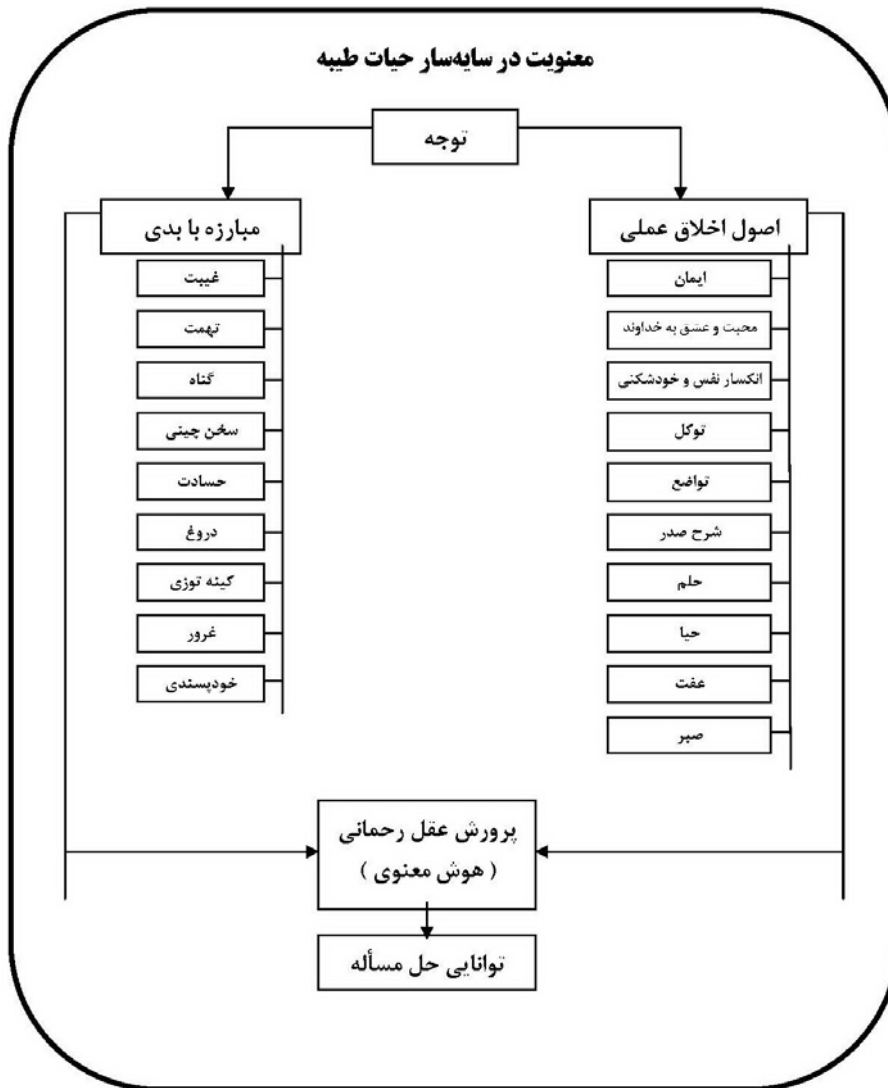 معنویت در سایه‌سار حیات طیبه
توجه
اصول اخلاق عملی
ایمان
محبت و عشق به خداوند
انکسار نفس و خودشکنی
توکل
تواضع
شرح صدر
حلم
حیا
عفت
صبر
مبارزه با بدی
غیبت
تهمت
گناه
سخن چینی
حسادت
دروغ
کینه توزی
غرور
خودپسندی
پرورش عقل رحمانی
( هوش معنوی )
توانایی حل مسأله